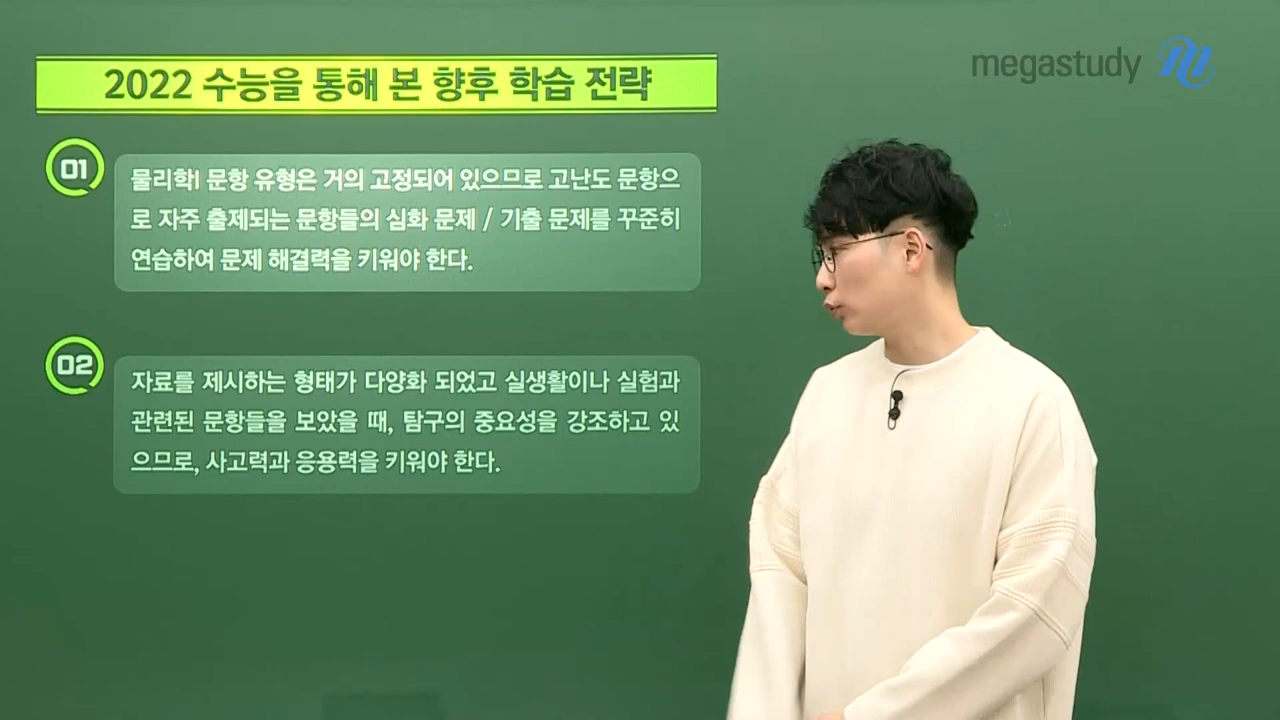 2022 수능을 통해 본 향후 학습 전략
megastudy
01
물리학I 문항 유형은 거의 고정되어 있으므로 고난도 문항으
로 자주 출제되는 문항들의 심화 문제 / 기출 문제를 꾸준히
연습하여 문제 해결력을 키워야 한다.
02
자료를 제시하는 형태가 다양화 되었고 실생활이나 실험과
관련된 문항들을 보았을 때, 탐구의 중요성을 강조하고 있
으므로, 사고력과 응용력을 키워야 한다.